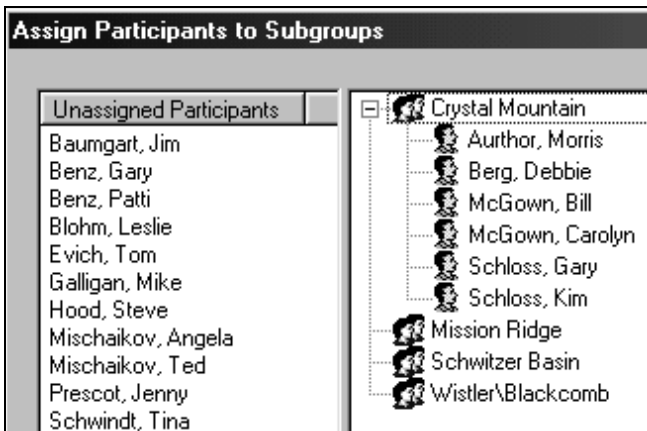 Assign Participants to Subgroups
Unassigned Participants
Baumgart, Jim
Benz, Gary
Benz, Patti
Blohm, Leslie
Evich, Tom
Galligan, Mike
Hood, Steve
Mischaikov, Angela
Mischaikov, Ted
Prescot, Jenny
Schwindt, Tina
Crystal Mountain
Aurthor, Morris
Berg, Debbie
McGown, Bill
McGown, Carolyn
Schloss, Gary
Schloss, Kim
Mission Ridge
Schwitzer Basin
Wistler\Blackcomb